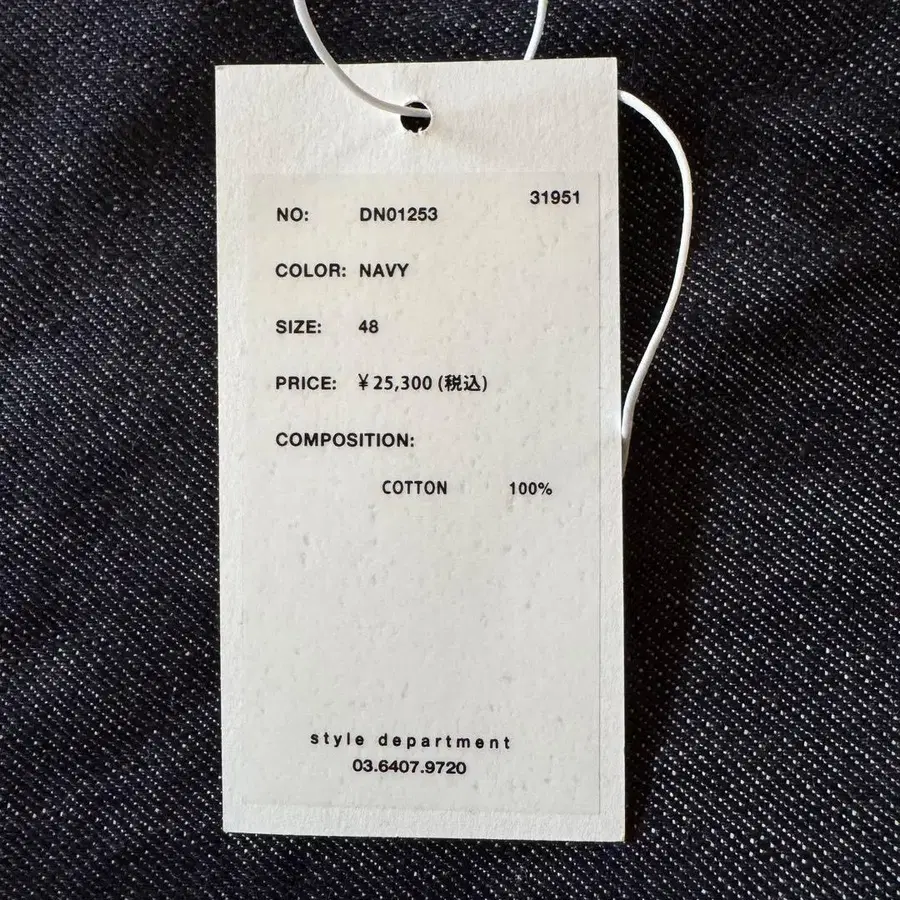 31951
NO: DN01253
COLOR: NAVY
SIZE: 48
PRICE: ¥25,300(税込)
COMPOSITION:
COTTON 100%
style department
03.6407.9720